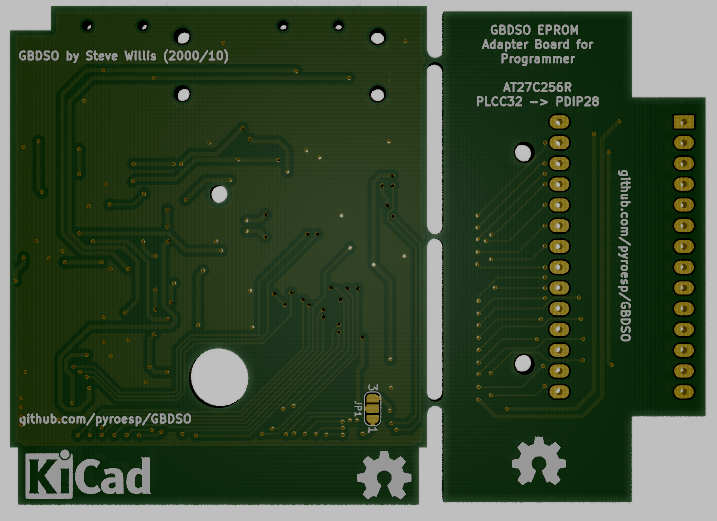 GBDSO by Steve Willis (2000/10)
GBDSO EPROM
Adapter Board for
Programmer
AT27C256R
PLCC32 -> PDIP28
github.com/pyroesp/GBDSO
github.com/pyroesp/GBDSO
3
JP1
1
KiCad